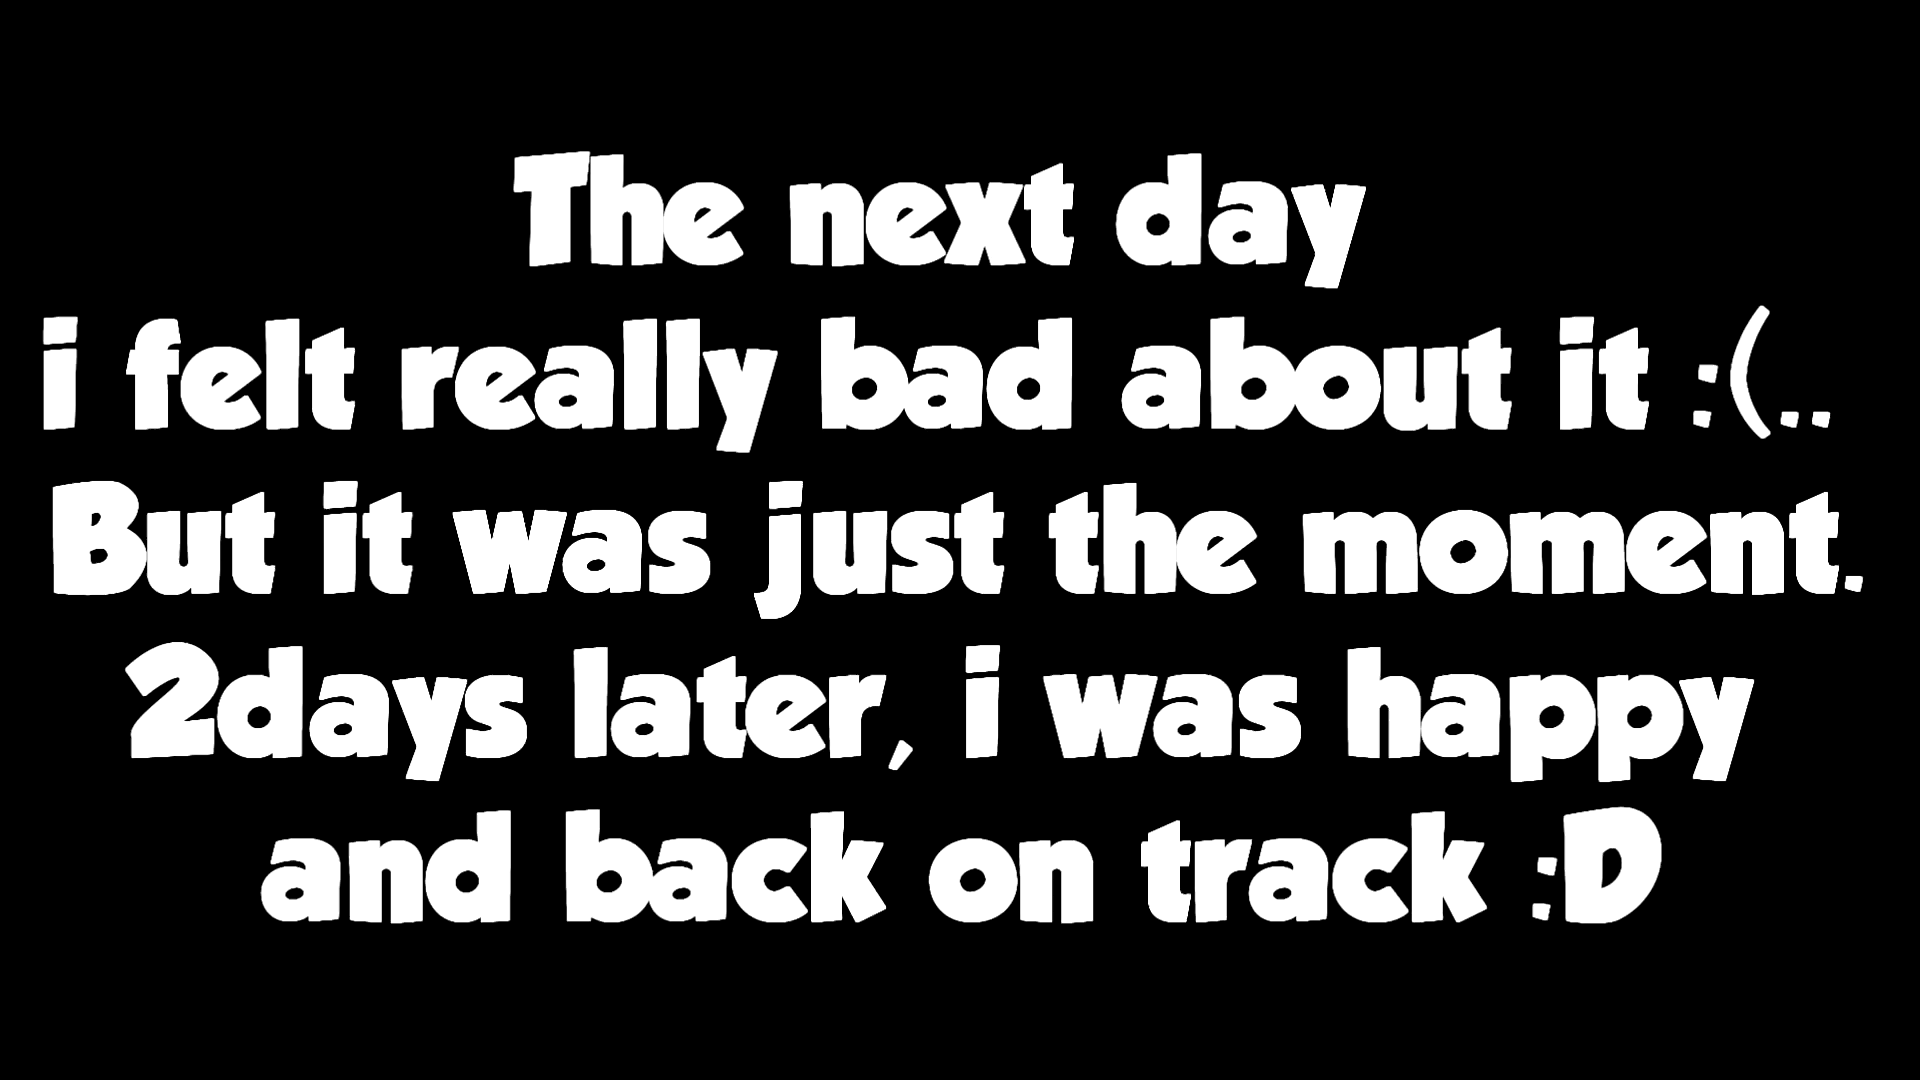 The next day
i felt really bad about it :(..
But it was just the moment.
2days later, i was happy
and back on track :D